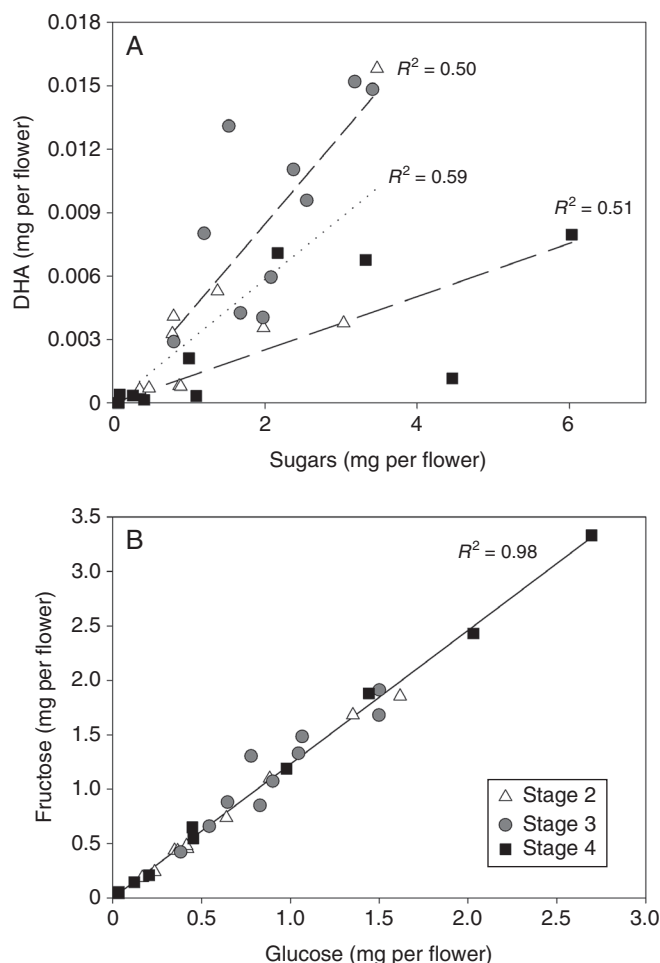 A
DHA (mg per flower)
0.018
0.015
0.012
0.009
0.006
0.003
0
R² = 0.50
R² = 0.59
R² = 0.51
0 2 4 6
Sugars (mg per flower)
B
Fructose (mg per flower)
3.5
3.0
2.5
2.0
1.5
1.0
0.5
0
R² = 0.98
Stage 2
Stage 3
Stage 4
0.5 1.0 1.5 2.0 2.5 3.0
Glucose (mg per flower)